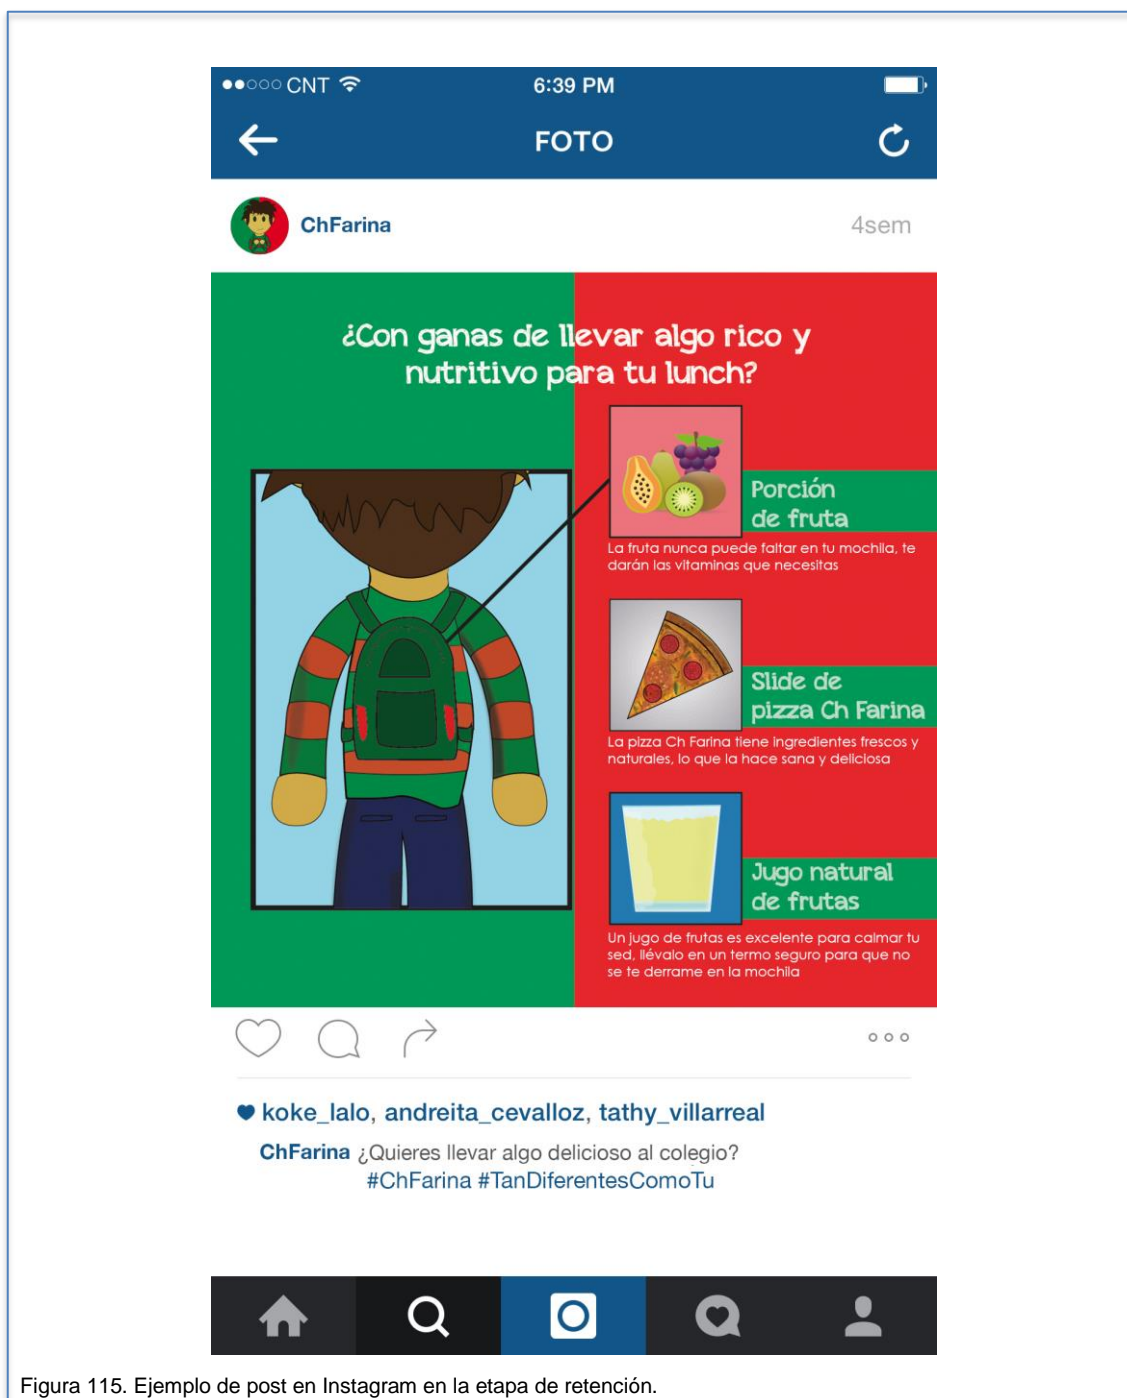 CNT
6:39 PM
FOTO
ChFarina
4sem
¿Con ganas de llevar algo rico y
nutritivo para tu lunch?
Porción
de fruta
La fruta nunca puede faltar en tu mochila, te
darán las vitaminas que necesitas
Slide de
pizza Ch Farina
La pizza Ch Farina tiene ingredientes frescos y
naturales, lo que la hace sana y deliciosa
Jugo natural
de frutas
Un jugo de frutas es excelente para calmar tu
sed, llévalo en un termo seguro para que no
se te derrame en la mochila
koke_lalo, andreita_cevalloz, tathy_villarreal
ChFarina ¿Quieres llevar algo delicioso al colegio?
#ChFarina #TanDiferentesComoTu
Figura 115. Ejemplo de post en Instagram en la etapa de retención.